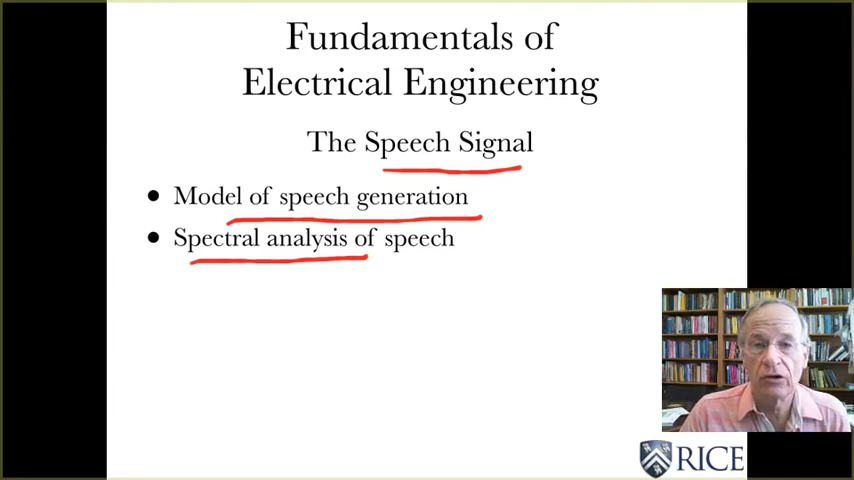 Fundamentals of
Electrical Engineering
The Speech Signal
• Model of speech generation
• Spectral analysis of speech
RICE